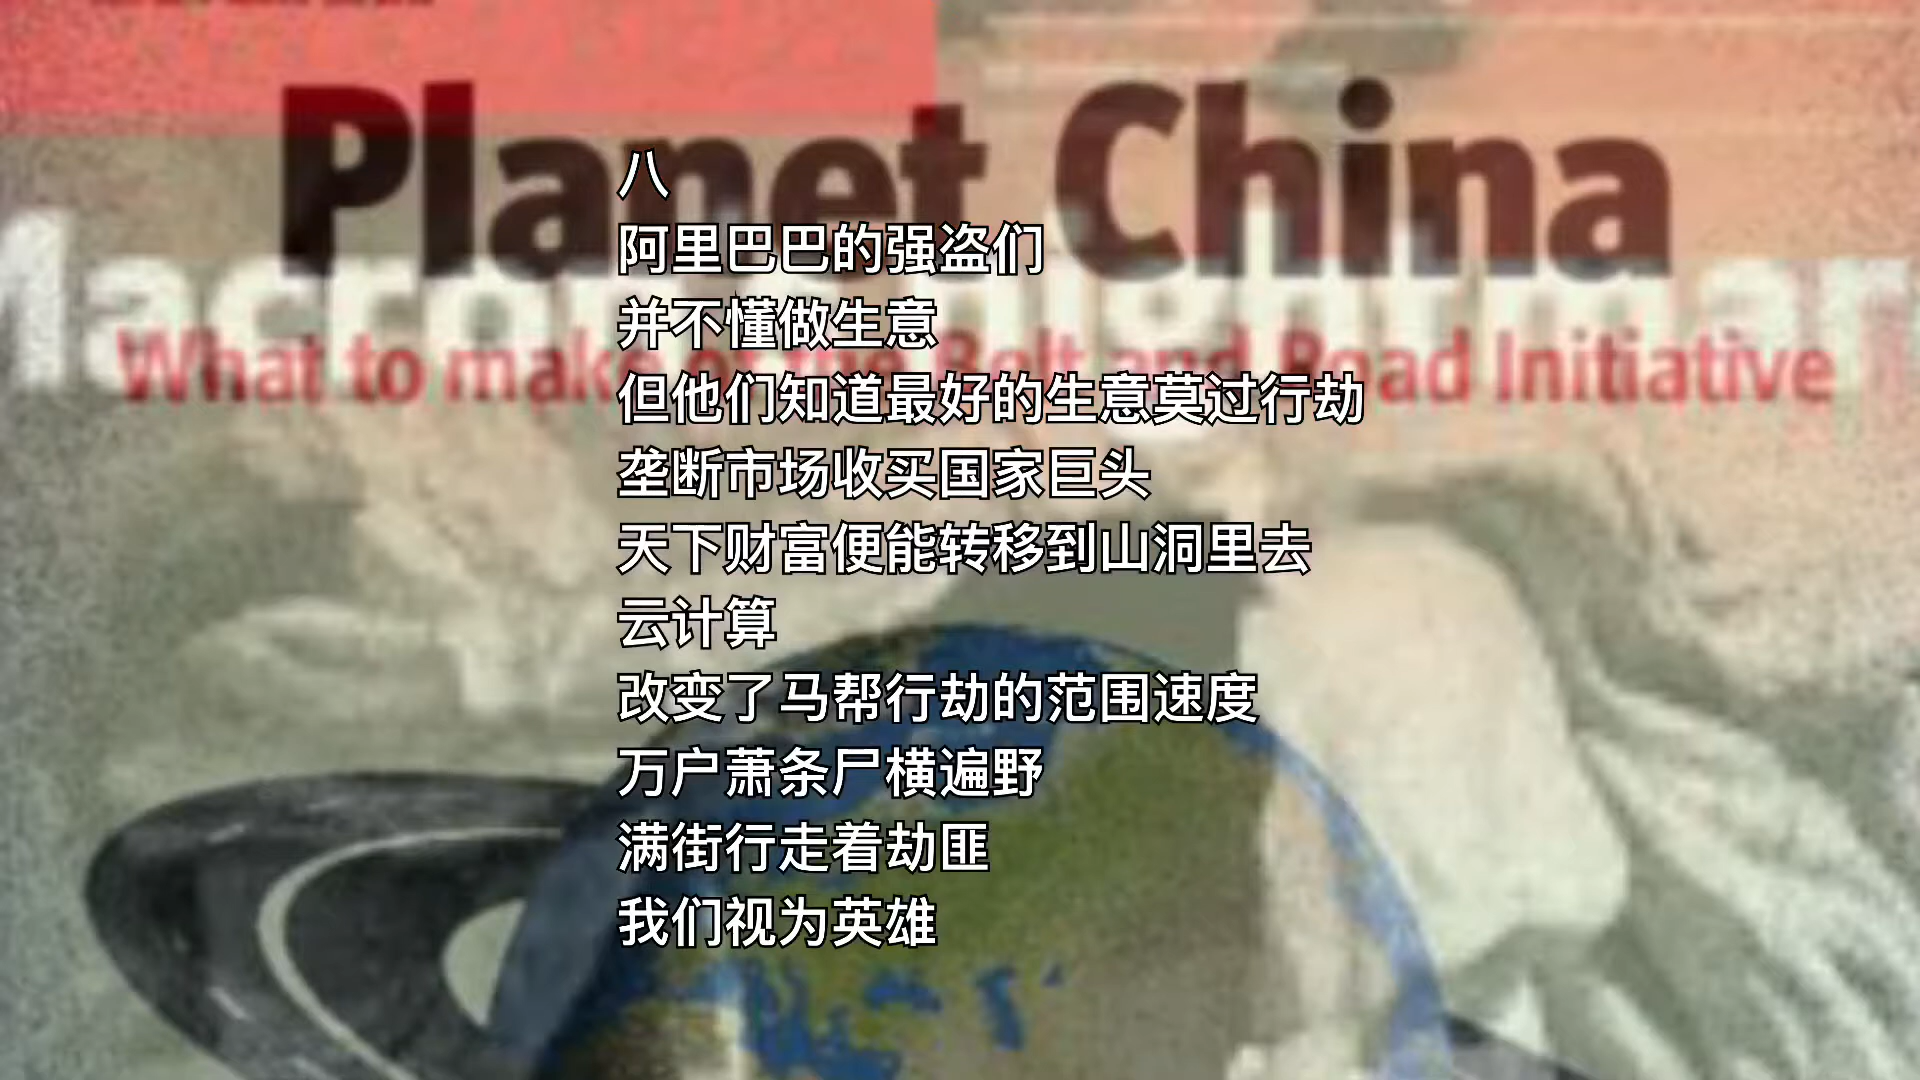 Planet China
What to make of the Belt and Road Initiative
八
阿里巴巴的强盗们
并不懂做生意
但他们知道最好的生意莫过行劫
垄断市场收买国家巨头
天下财富便能转移到山洞里去
云计算
改变了马帮行劫的范围速度
万户萧条尸横遍野
满街行走着劫匪
我们视为英雄